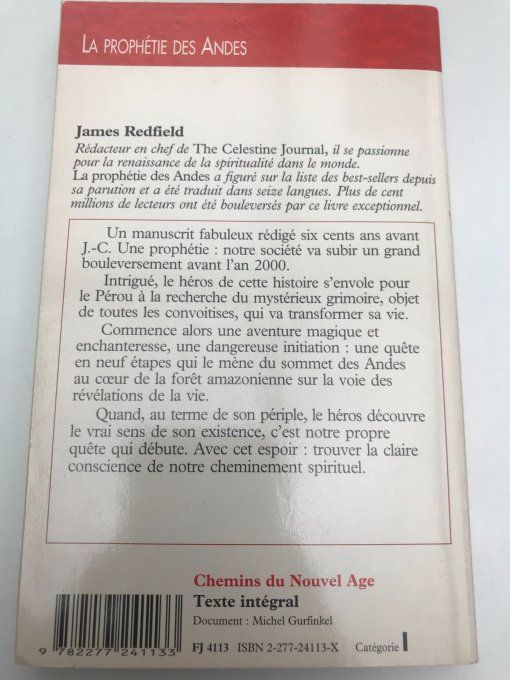 LA PROPHÉTIE DES ANDES
James Redfield
Rédacteur en chef de The Celestine Journal, il se passionne
pour la renaissance de la spiritualité dans le monde.
La prophétie des Andes a figuré sur la liste des best-sellers depuis
sa parution et a été traduit dans seize langues. Plus de cent
millions de lecteurs ont été bouleversés par ce livre exceptionnel.
Un manuscrit fabuleux rédigé six cents ans avant
J.-C. Une prophétie : notre société va subir un grand
bouleversement avant l'an 2000.
Intrigué, le héros de cette histoire s'envole pour
le Pérou à la recherche du mystérieux grimoire, objet
de toutes les convoitises, qui va transformer sa vie.
Commence alors une aventure magique et
enchanteresse, une dangereuse initiation : une quête
en neuf étapes qui le mène du sommet des Andes
au cœur de la forêt amazonienne sur la voie des
révélations de la vie.
Quand, au terme de son périple, le héros découvre
le vrai sens de son existence, c'est notre propre
quête qui débute. Avec cet espoir : trouver la claire
conscience de notre cheminement spirituel.
Chemins du Nouvel Age
Texte intégral
Document : Michel Gurfinkel
FJ 4113 ISBN 2-277-24113-X Catégorie I
9 782277 241133